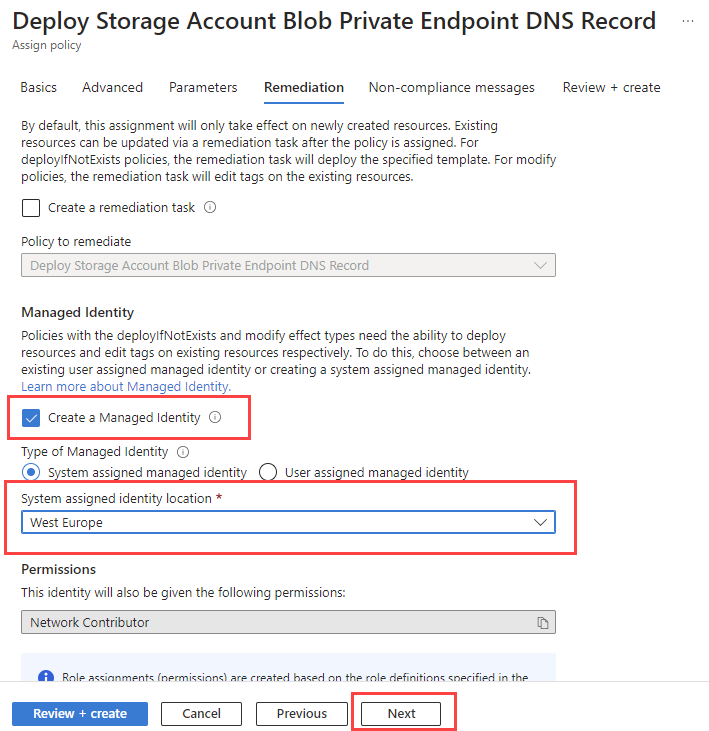 Deploy Storage Account Blob Private Endpoint DNS Record ...
Assign policy
Basics Advanced Parameters Remediation Non-compliance messages Review + create
By default, this assignment will only take effect on newly created resources. Existing
resources can be updated via a remediation task after the policy is assigned. For
deployIfNotExists policies, the remediation task will deploy the specified template. For modify
policies, the remediation task will edit tags on the existing resources.
Create a remediation task
Policy to remediate
Deploy Storage Account Blob Private Endpoint DNS Record
Managed Identity
Policies with the deployIfNotExists and modify effect types need the ability to deploy
resources and edit tags on existing resources respectively. To do this, choose between an
existing user assigned managed identity or creating a system assigned managed identity.
Learn more about Managed Identity.
Create a Managed Identity
Type of Managed Identity
System assigned managed identity User assigned managed identity
System assigned identity location *
West Europe
Permissions
This identity will also be given the following permissions:
Network Contributor
Role assignments (permissions) are created based on the role definitions specified in the
Review + create Cancel Previous Next